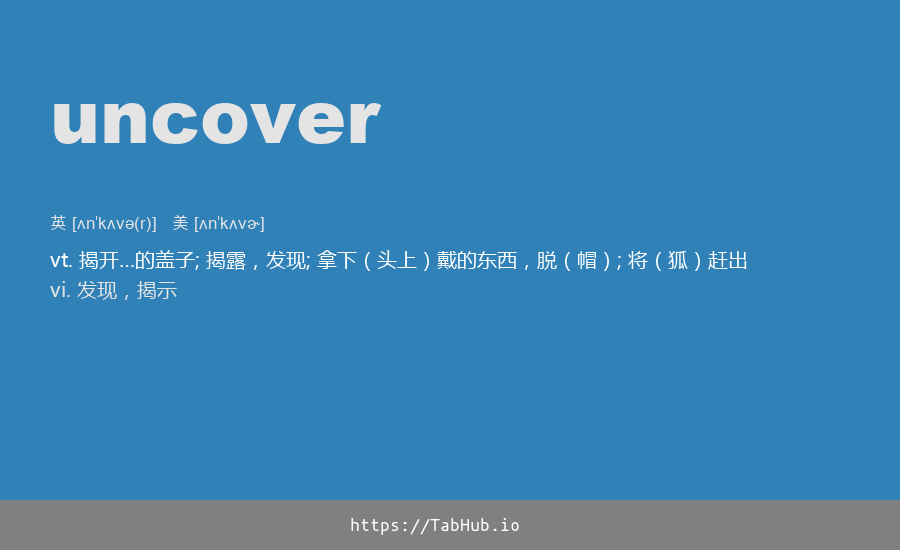 uncover
英 [ʌnˈkʌvə(r)] 美 [ʌnˈkʌvɚ]
vt. 揭开…的盖子; 揭露，发现; 拿下（头上）戴的东西，脱（帽）; 将（狐）赶出
vi. 发现，揭示
https://TabHub.io